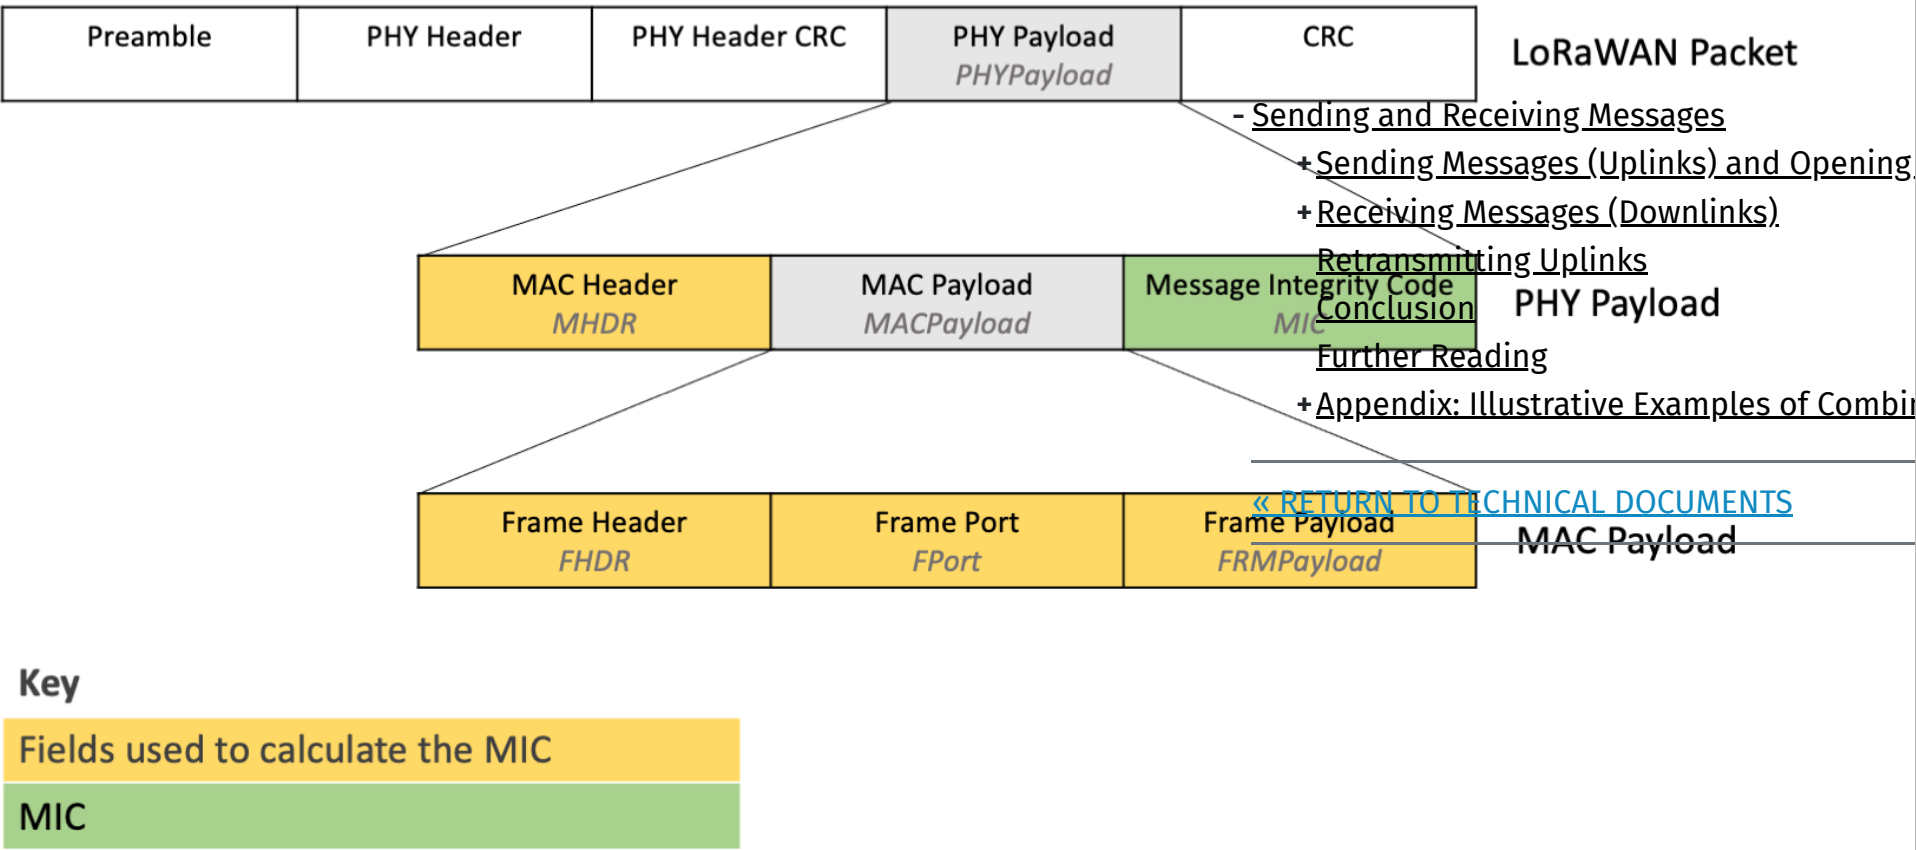 Preamble
PHY Header
PHY Header CRC
PHY Payload
PHYPayload
CRC
LoRaWAN Packet
- Sending and Receiving Messages
+ Sending Messages (Uplinks) and Opening
+ Receiving Messages (Downlinks)
Retransmitting Uplinks
Conclusion
Further Reading
+ Appendix: Illustrative Examples of
« RETURN TO TECHNICAL DOCUMENTS
MAC Header
MHDR
MAC Payload
MACPayload
Message Integrity Code
MIC
PHY Payload
Frame Header
FHDR
Frame Port
FPort
Frame Payload
FRMPayload
MAC Payload
Key
Fields used to calculate the MIC
MIC